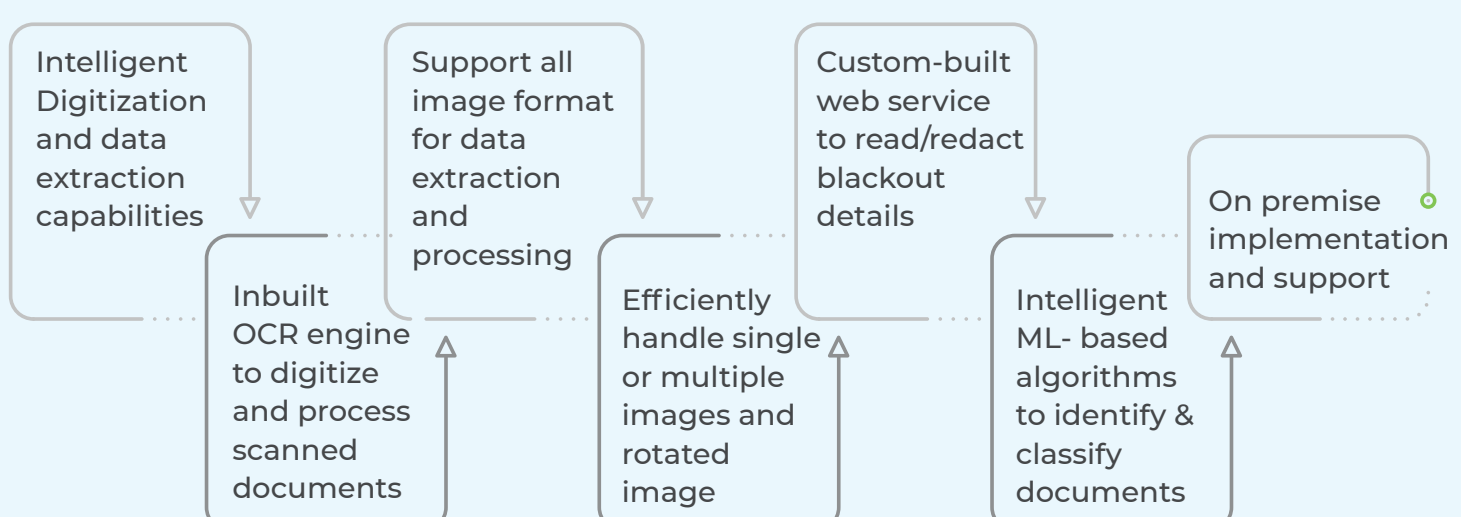 Intelligent
Digitization
and data
extraction
capabilities
Inbuilt
OCR engine
to digitize
and process
scanned
documents
Support all
image format
for data
extraction
and
processing
Efficiently
handle single
or multiple
images and
rotated
image
Custom-built
web service
to read/redact
blackout
details
Intelligent
ML- based
algorithms
to identify &
classify
documents
On premise
implementation
and support